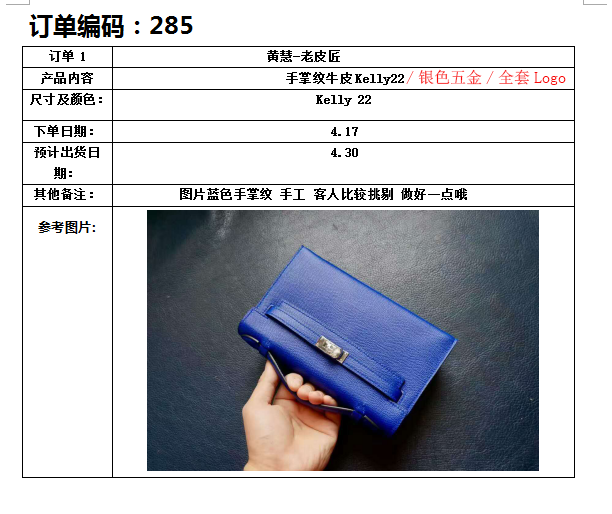 订单编码：285
订单 1
黄慧-老皮匠
产品内容
手掌纹牛皮Kelly22/ 银色五金 / 全套 Logo
尺寸及颜色：
Kelly 22
下单日期：
4.17
预计出货日
期：
4.30
其他备注：
图片蓝色手掌纹 手工 客人比较挑剔 做好一点哦
参考图片: